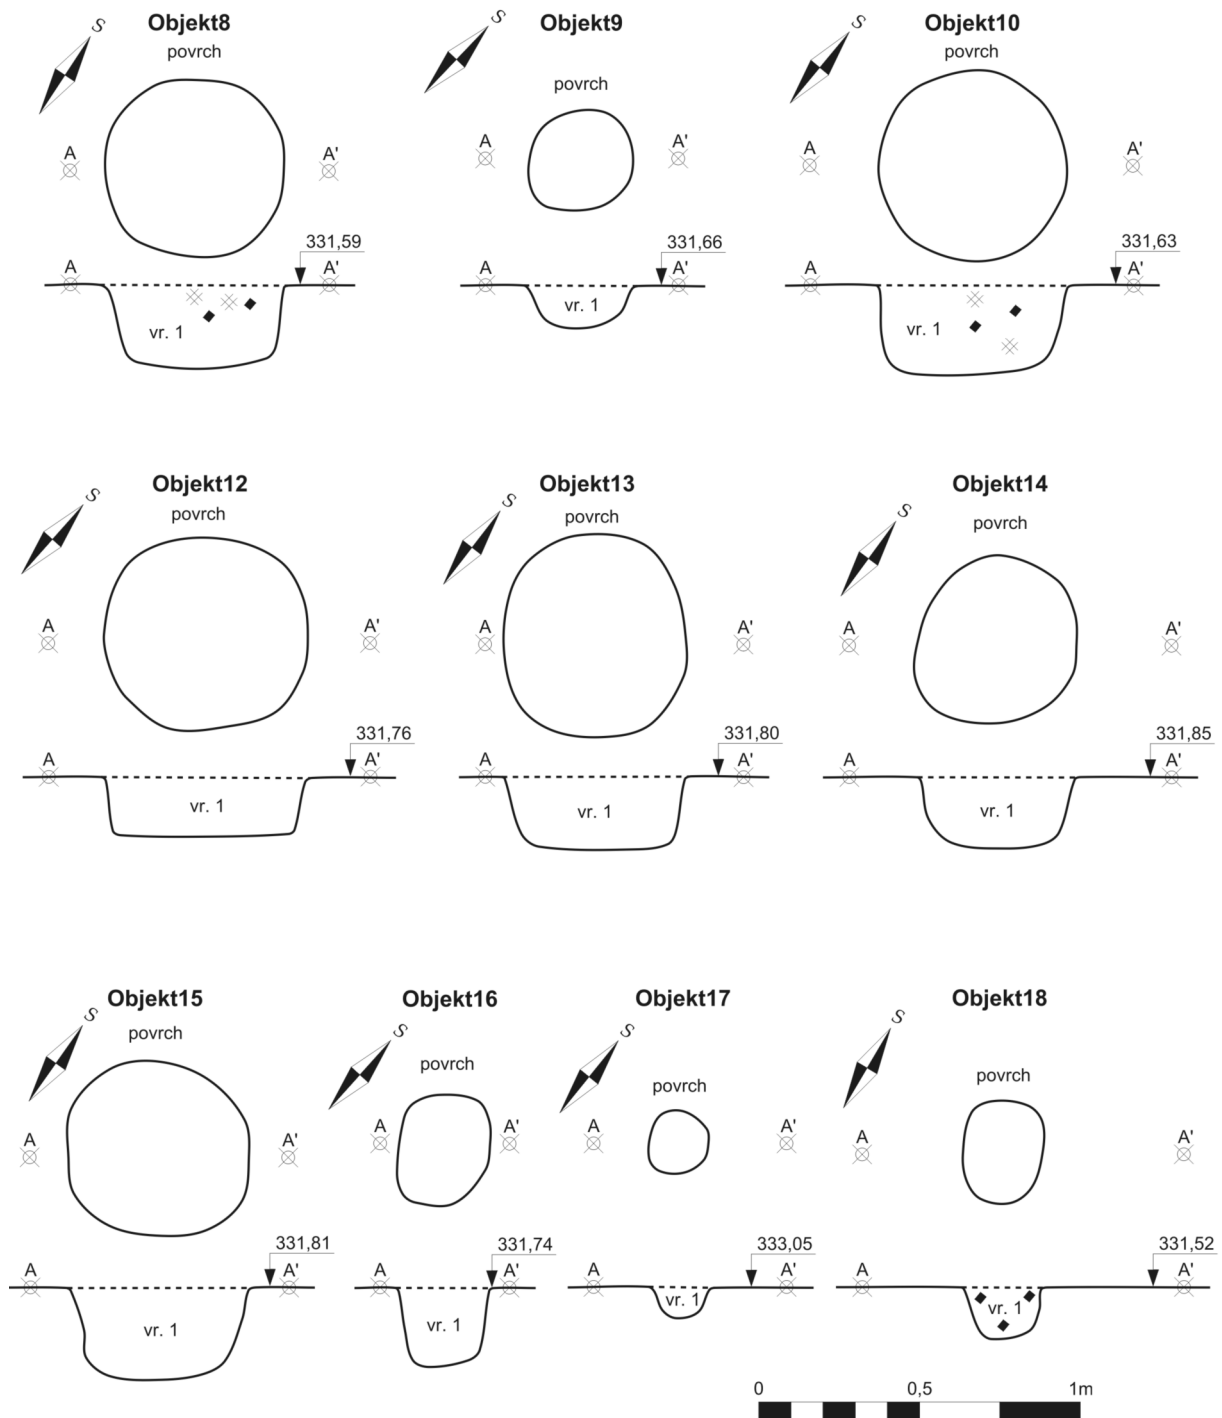 Objekt8 Objekt9 Objekt10
S S S
povrch povrch povrch
A A' A A' A A'
331,59 331,66 331,63
A A' A A' A A'
vr. 1 vr. 1 vr. 1
Objekt12 Objekt13 Objekt14
S S S
povrch povrch povrch
A A' A A' A A'
331,76 331,80 331,85
A A' A A' A A'
vr. 1 vr. 1 vr. 1
Objekt15 Objekt16 Objekt17 Objekt18
S S S S
povrch povrch povrch povrch
A A' A A' A A' A A'
331,81 331,74 333,05 331,52
A A' A A' A A' A A'
vr. 1 vr. 1 vr. 1 vr. 1
0 0,5 1m